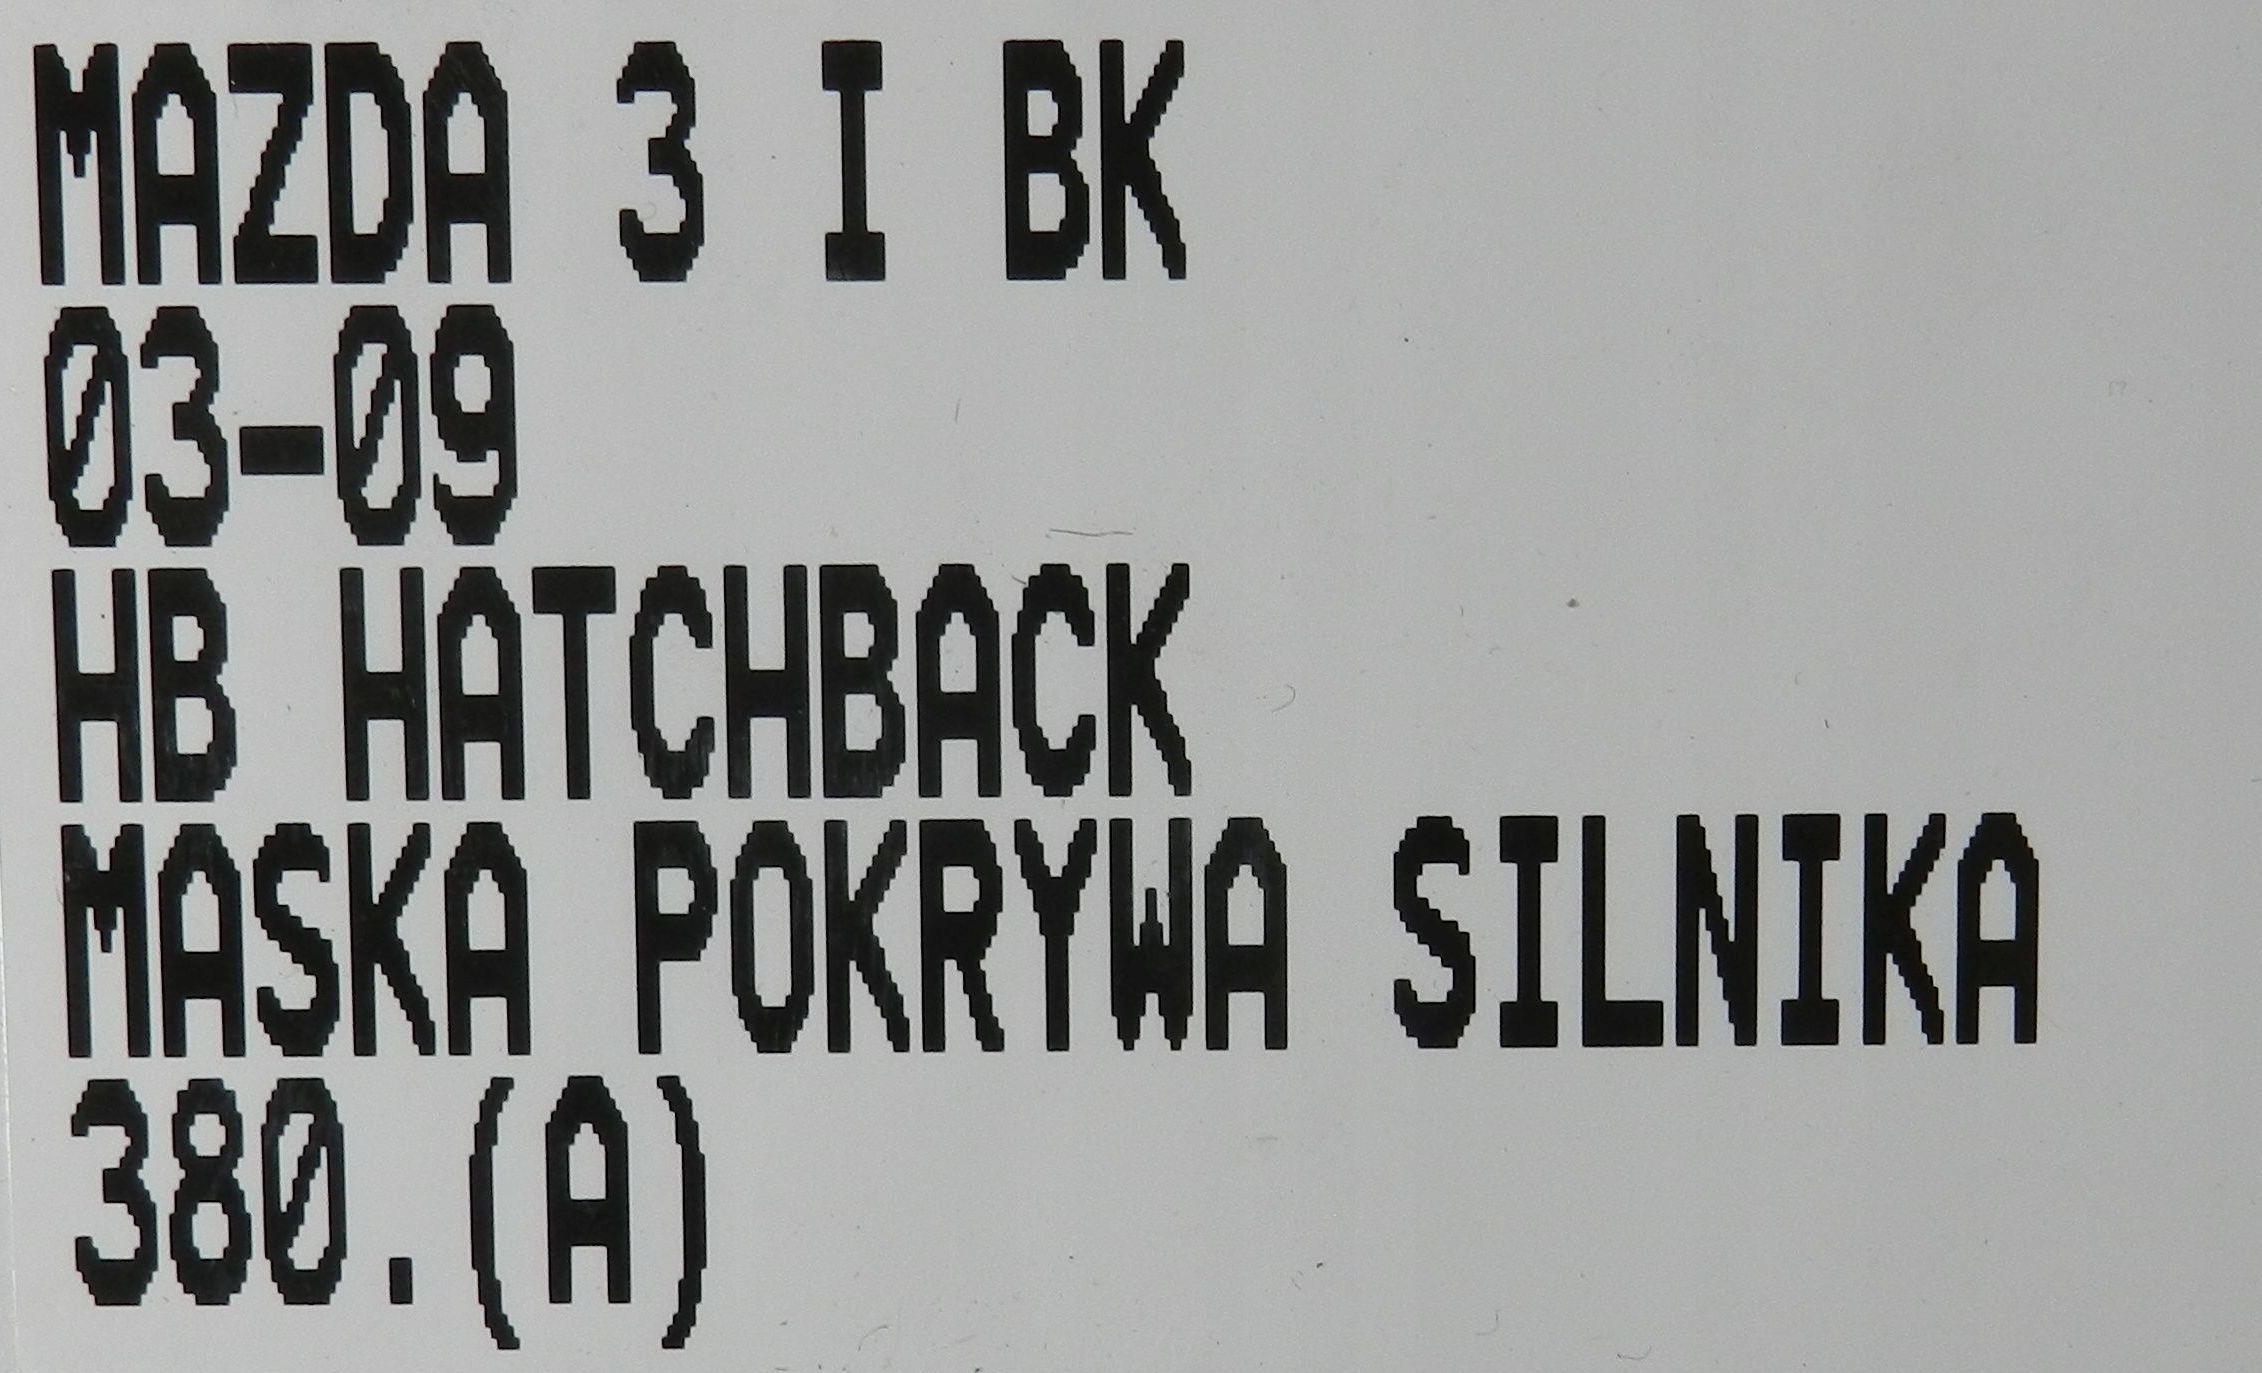 MAZDA 3 I BK
03-09
HB HATCHBACK
MASKA POKRYWA SILNIKA
380.(A)